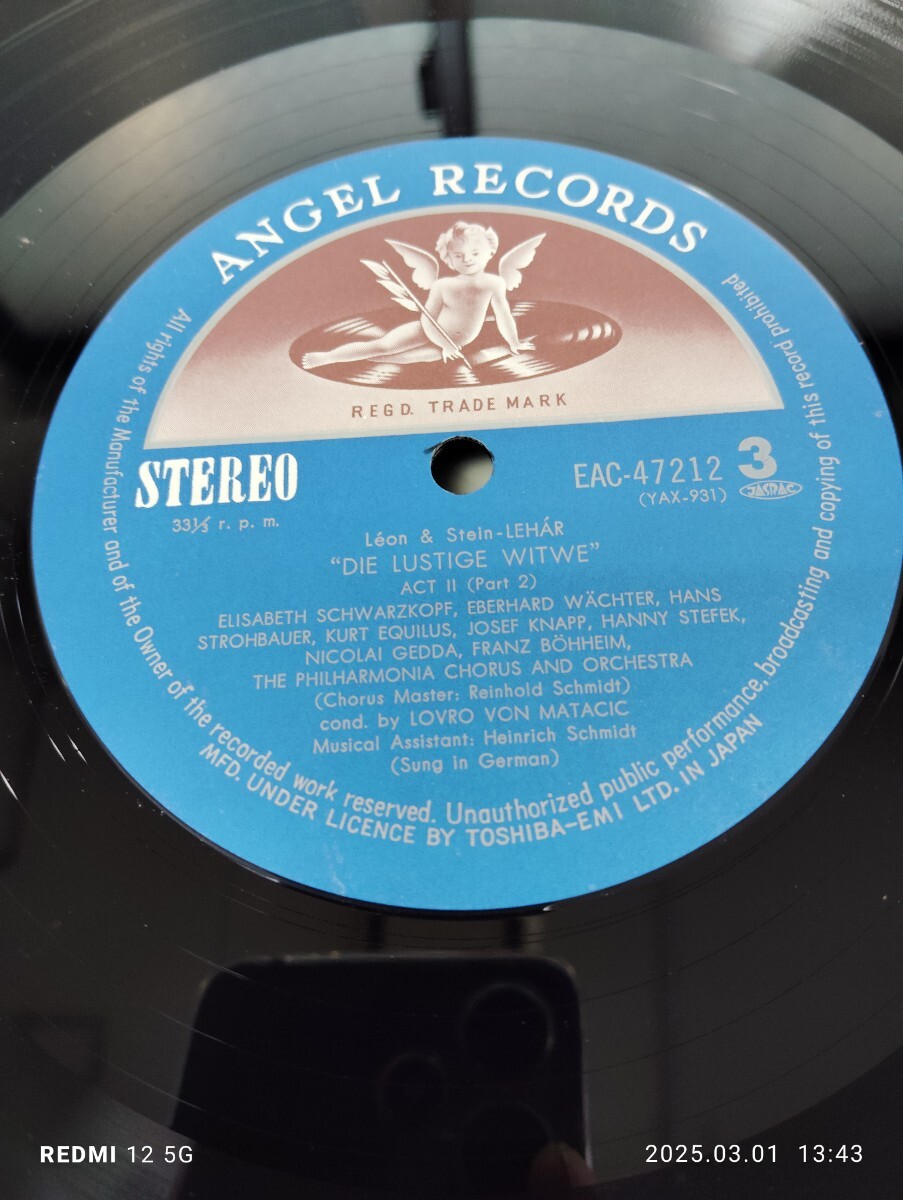 ANGEL RECORDS
REGD. TRADE MARK
STEREO
33⅓ r. p. m.
EAC-47212 3
(YAX-931) JASRAC
Léon & Stein-LEHÁR
"DIE LUSTIGE WITWE"
ACT II (Part 2)
ELISABETH SCHWARZKOPF, EBERHARD WÄCHTER, HANS
STROHBAUER, KURT EQUILUS, JOSEF KNAPP, HANNY STEFEK,
NICOLAI GEDDA, FRANZ BÖHHEIM,
THE PHILHARMONIA CHORUS AND ORCHESTRA
(Chorus Master: Reinhold Schmidt)
cond. by LOVRO VON MATACIC
Musical Assistant: Heinrich Schmidt
(Sung in German)
All rights of the Manufacturer and of the Owner of the recorded work reserved. Unauthorized public performance, broadcasting and copying of this record prohibited
MFD. UNDER LICENCE BY TOSHIBA-EMI LTD. IN JAPAN
REDMI 12 5G
2025.03.01 13:43